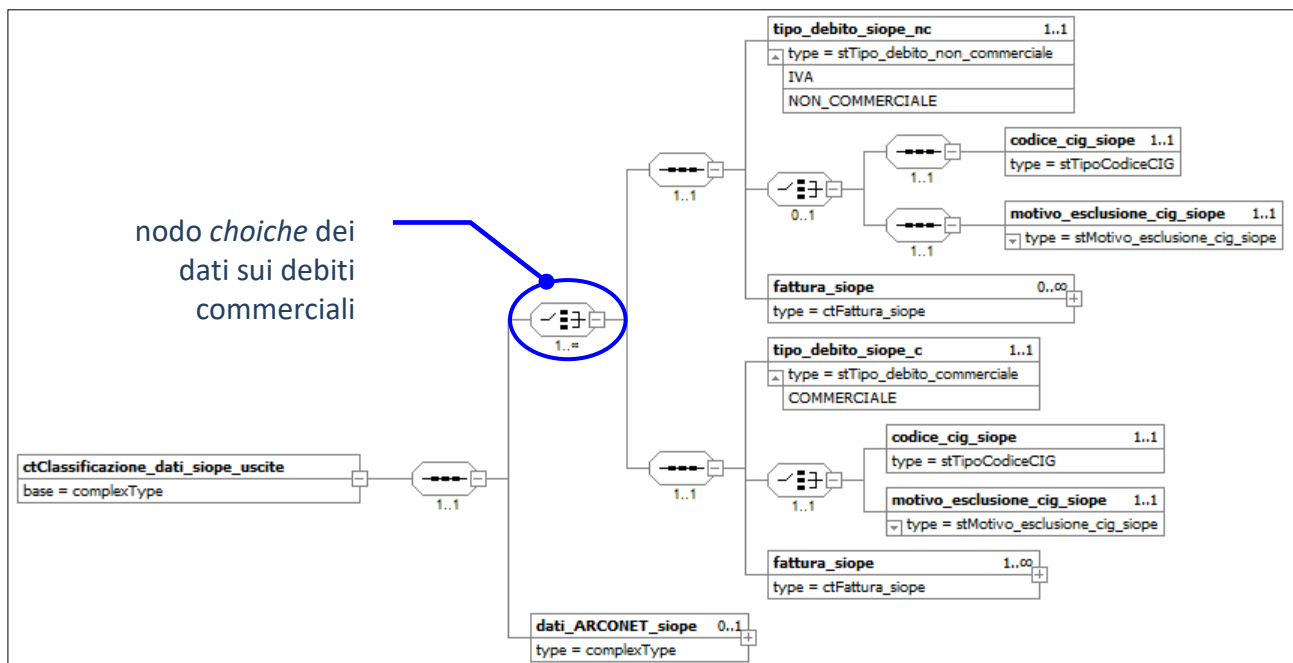 tipo_debito_siope_nc 1..1
type = stTipo_debito_non_commerciale
IVA
NON_COMMERCIALE
1..1
1..1
codice_cig_siope 1..1
type = stTipoCodiceCIG
0..1
1..1
motivo_esclusione_cig_siope 1..1
type = stMotivo_esclusione_cig_siope
fattura_siope 0..∞
type = ctFattura_siope
nodo choiche dei
dati sui debiti
commerciali
1..∞
tipo_debito_siope_c 1..1
type = stTipo_debito_commerciale
COMMERCIALE
1..1
codice_cig_siope 1..1
type = stTipoCodiceCIG
1..1
motivo_esclusione_cig_siope 1..1
type = stMotivo_esclusione_cig_siope
fattura_siope 1..∞
type = ctFattura_siope
ctClassificazione_dati_siope_uscite
base = complexType
1..1
dati_ARCONET_siope 0..1
type = complexType